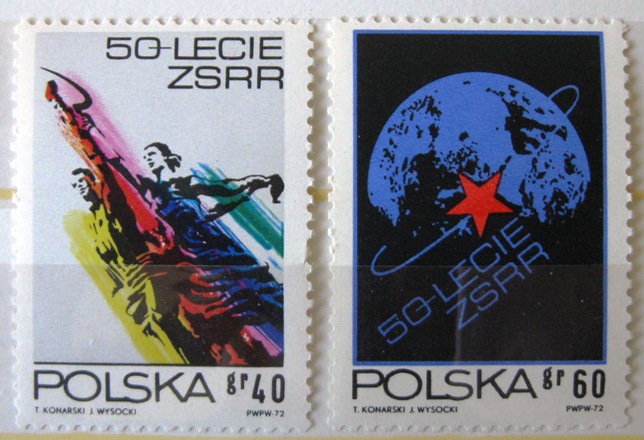 50-LECIE
ZSRR
POLSKA gr 40
T. KONARSKI J. WYSOCKI PWPW-72
50-LECIE
ZSRR
POLSKA gr 60
T. KONARSKI J. WYSOCKI PWPW-72